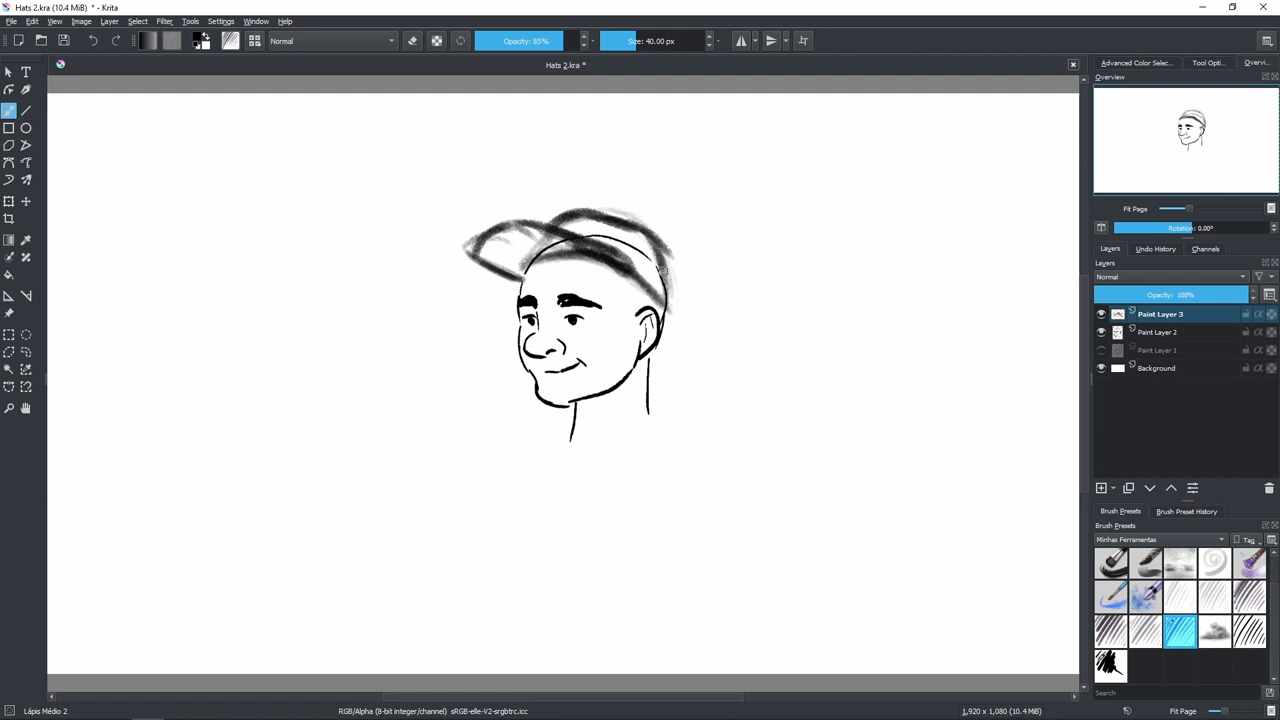 Hats 2.kra (10.4 MiB) * - Krita
File Edit View Image Layer Select Filter Tools Settings Window Help
Normal Opacity: 85% Size: 40.00 px
Hats 2.kra *
Advanced Color Selec... Tool Opti... Overvi...
Overview
Fit Page
Rotation: 0.00°
Layers Undo History Channels
Layers
Normal
Opacity: 100%
Paint Layer 3
Paint Layer 2
Paint Layer 1
Background
Brush Presets Brush Preset History
Brush Presets
Minhas Ferramentas Tag
Search
Lápis Médio 2 RGB/Alpha (8-bit integer/channel) sRGB-elle-V2-srgbtrc.icc 1,920 x 1,080 (10.4 MiB) Fit Page